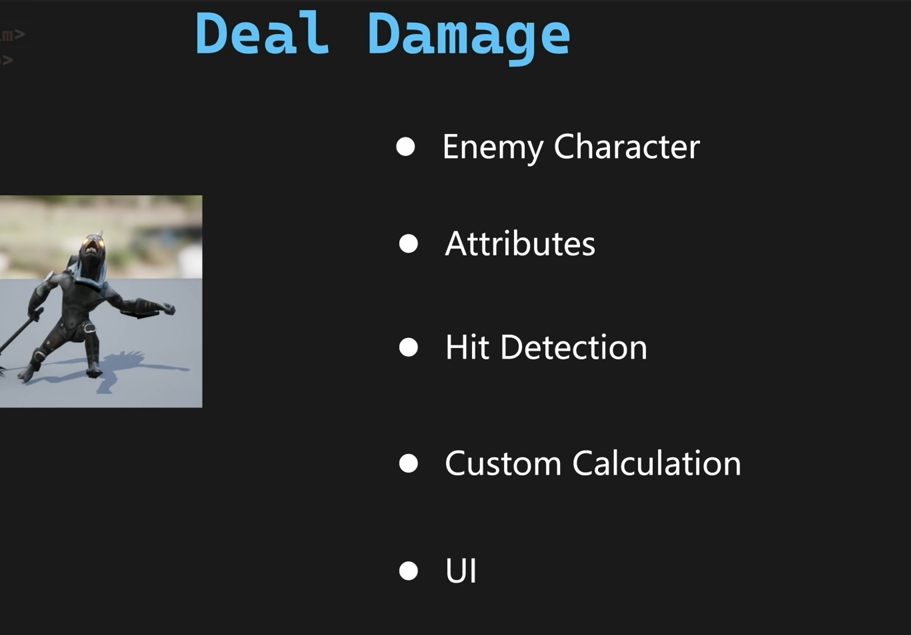 m>
>
Deal Damage
Enemy Character
Attributes
Hit Detection
Custom Calculation
UI